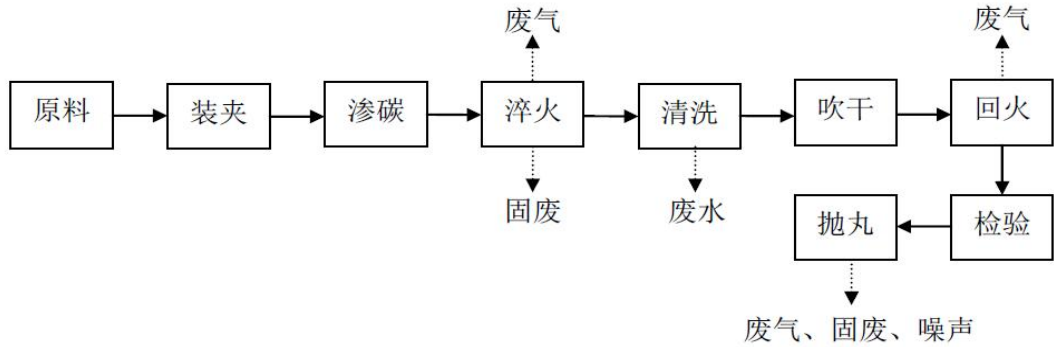 废气
废气
原料
装夹
渗碳
淬火
清洗
吹干
回火
固废
废水
抛丸
检验
废气、固废、噪声